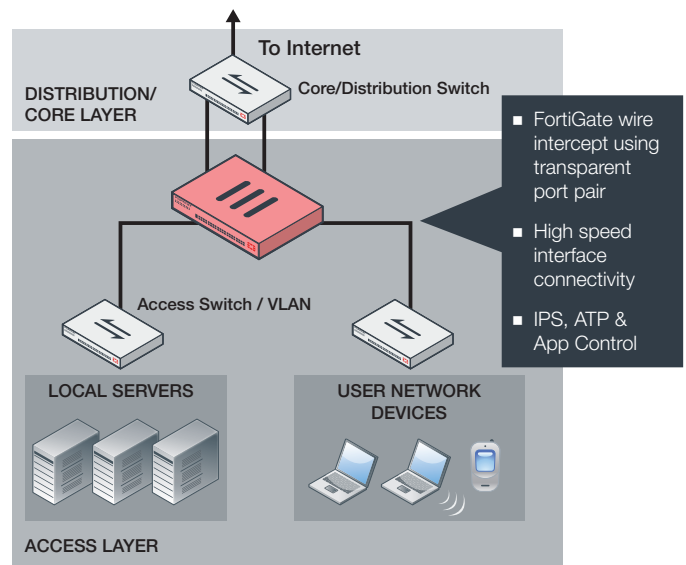 To Internet
Core/Distribution Switch
DISTRIBUTION/
CORE LAYER
■ FortiGate wire
intercept using
transparent
port pair
■ High speed
interface
connectivity
■ IPS, ATP &
App Control
Access Switch / VLAN
LOCAL SERVERS
USER NETWORK
DEVICES
ACCESS LAYER